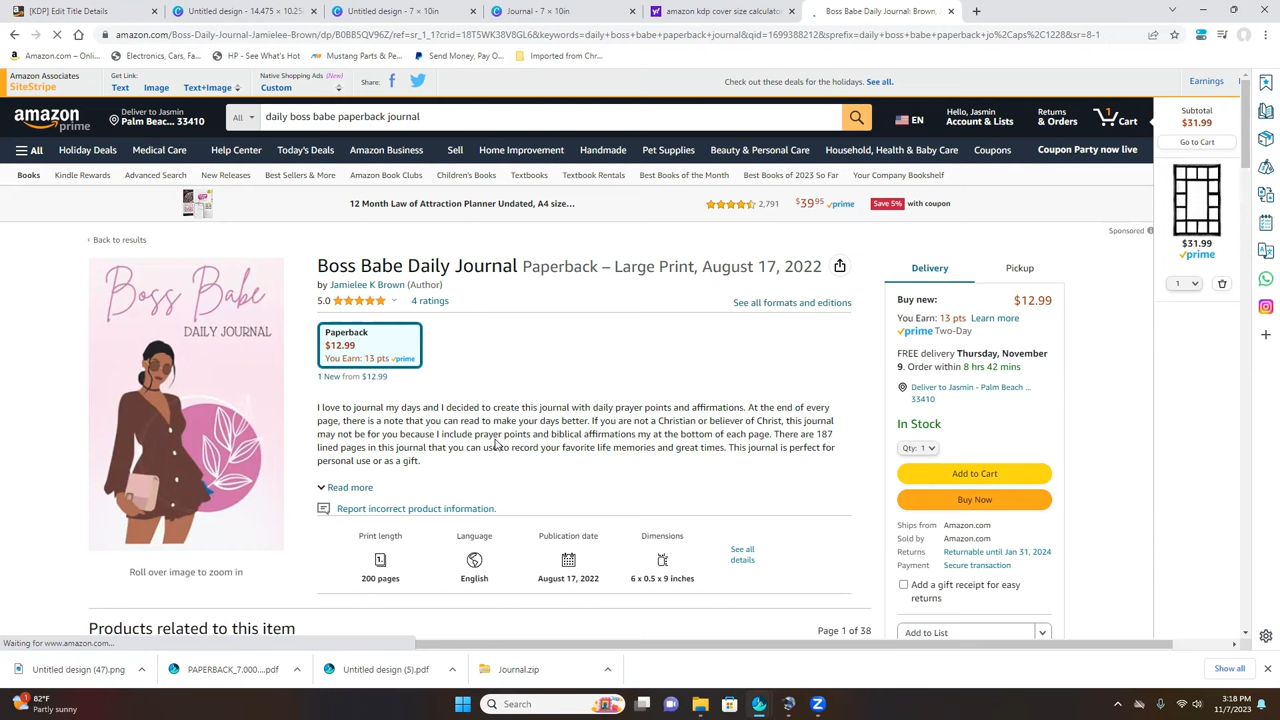 [KDP] Edit Title Details
Untitled design - 14.475 × 10.25
Untitled design - 7 × 10in
Journal - 7 × 10in
amazon kdp cover size calculator
Boss Babe Daily Journal: Brown,
amazon.com/Boss-Daily-Journal-Jamielee-Brown/dp/B0BB5QV96Z/ref=sr_1_1?crid=18T5WK38V8GL6&keywords=daily+boss+babe+paperback+journal&qid=1699388212&sprefix=daily+boss+babe+paperback+jo%2Caps%2C1228&sr=8-1
Amazon.com – Onlin...
Electronics, Cars, Fa...
HP - See What's Hot
Mustang Parts & Pe...
Send Money, Pay O...
Imported from Chr...
Amazon Associates
SiteStripe
Get Link:
Text
Image
Text+Image
Native Shopping Ads (New)
Custom
Share:
Check out these deals for the holidays. See all.
Earnings
amazon prime
Deliver to Jasmin
Palm Beach... 33410
All
daily boss babe paperback journal
EN
Hello, Jasmin
Account & Lists
Returns
& Orders
1
Cart
Subtotal
$31.99
Go to Cart
All
Holiday Deals
Medical Care
Help Center
Today's Deals
Amazon Business
Sell
Home Improvement
Handmade
Pet Supplies
Beauty & Personal Care
Household, Health & Baby Care
Coupons
Coupon Party now live
Books
Kindle Rewards
Advanced Search
New Releases
Best Sellers & More
Amazon Book Clubs
Children's Books
Textbooks
Textbook Rentals
Best Books of the Month
Best Books of 2023 So Far
Your Company Bookshelf
12 Month Law of Attraction Planner Undated, A4 size...
2,791
$39.95 prime
Save 5% with coupon
Sponsored
$31.99
prime
1
‹ Back to results
Boss Babe
DAILY JOURNAL
Roll over image to zoom in
Boss Babe Daily Journal Paperback – Large Print, August 17, 2022
by Jamielee K Brown (Author)
5.0
4 ratings
See all formats and editions
Paperback
$12.99
You Earn: 13 pts prime
1 New from $12.99
I love to journal my days and I decided to create this journal with daily prayer points and affirmations. At the end of every
page, there is a note that you can read to make your days better. If you are not a Christian or believer of Christ, this journal
may not be for you because I include prayer points and biblical affirmations my at the bottom of each page. There are 187
lined pages in this journal that you can use to record your favorite life memories and great times. This journal is perfect for
personal use or as a gift.
Read more
Report incorrect product information.
Print length
200 pages
Language
English
Publication date
August 17, 2022
Dimensions
6 x 0.5 x 9 inches
See all
details
Products related to this item
Page 1 of 38
Delivery
Pickup
Buy new:
$12.99
You Earn: 13 pts Learn more
prime Two-Day
FREE delivery Thursday, November
9. Order within 8 hrs 42 mins
Deliver to Jasmin - Palm Beach ...
33410
In Stock
Qty: 1
Add to Cart
Buy Now
Ships from Amazon.com
Sold by Amazon.com
Returns Returnable until Jan 31, 2024
Payment Secure transaction
Add a gift receipt for easy
returns
Add to List
Waiting for www.amazon.com...
Untitled design (47).png
PAPERBACK_7.000....pdf
Untitled design (5).pdf
Journal.zip
Show all
82°F
Partly sunny
Search
3:18 PM
11/7/2023